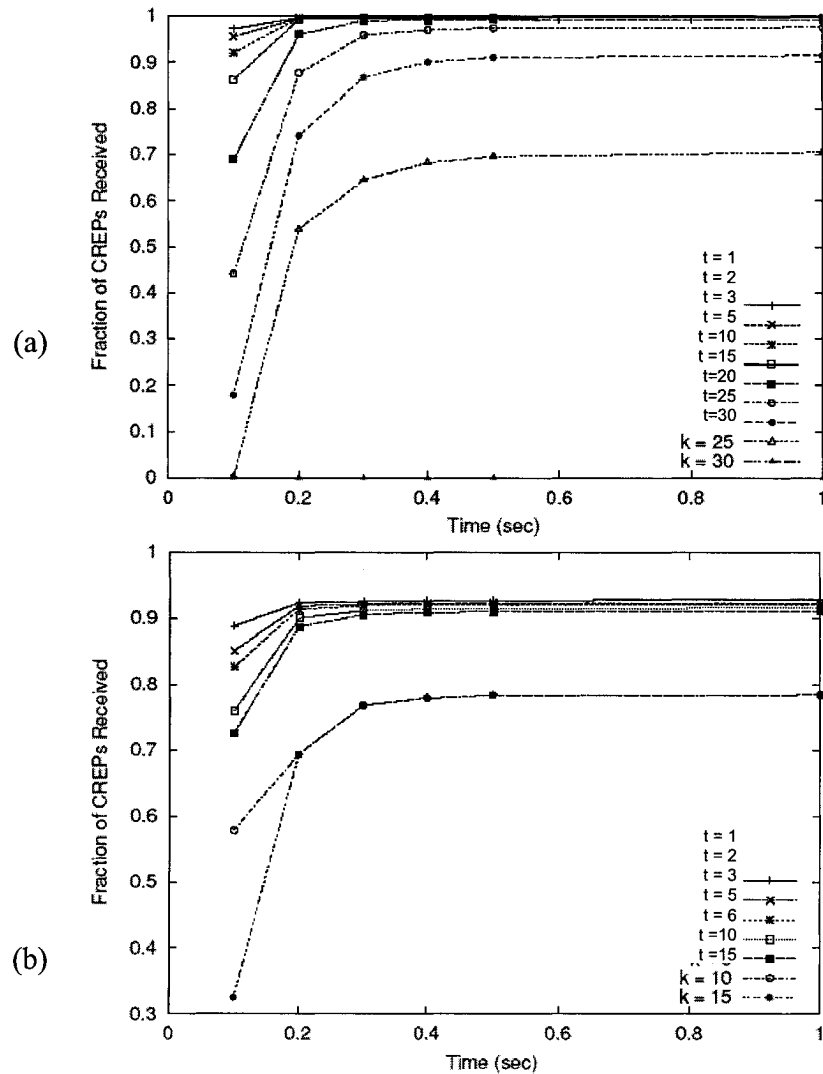 (a)
Fraction of CREPs Received
1
0.9
0.8
0.7
0.6
0.5
0.4
0.3
0.2
0.1
0
t = 1
t = 2
t = 3
t = 5
t=10
t=15
t=20
t=25
t=30
k = 25
k = 30
0 0.2 0.4 0.6 0.8 1
Time (sec)
(b)
Fraction of CREPs Received
1
0.9
0.8
0.7
0.6
0.5
0.4
0.3
t = 1
t = 2
t = 3
t = 5
t = 6
t =10
t =15
k = 10
k = 15
0 0.2 0.4 0.6 0.8 1
Time (sec)